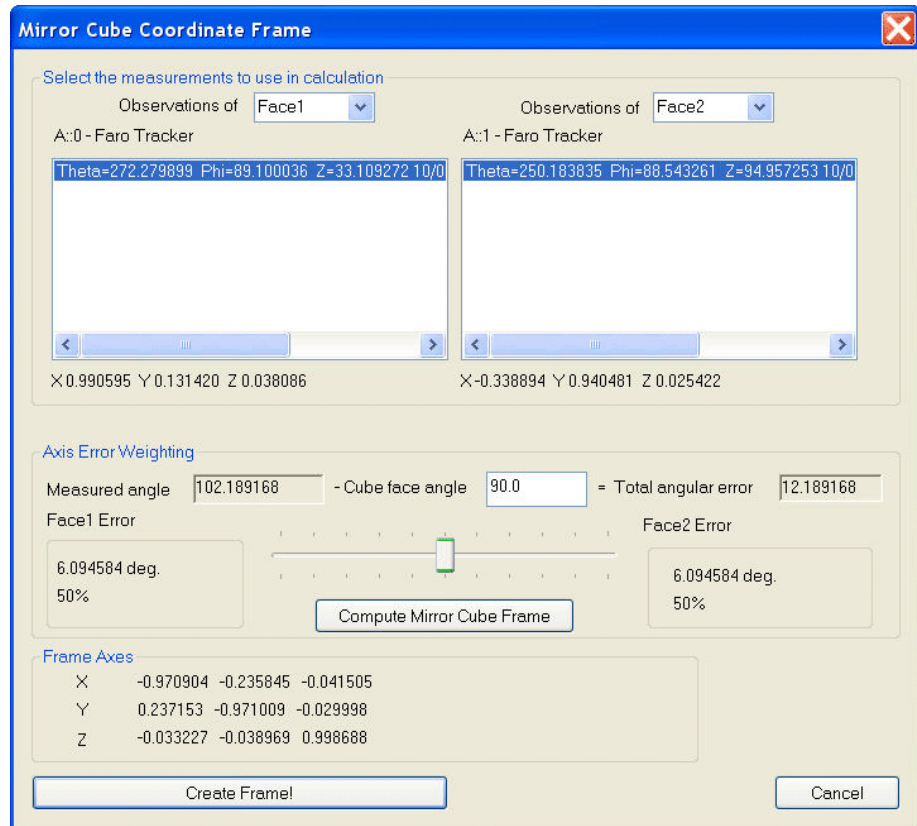 Mirror Cube Coordinate Frame
Select the measurements to use in calculation
Observations of Face1
Observations of Face2
A::0 - Faro Tracker
A::1 - Faro Tracker
Theta=272.279899 Phi=89.100036 Z=33.109272 10/0
Theta=250.183835 Phi=88.543261 Z=94.957253 10/0
X 0.990595 Y 0.131420 Z 0.038086
X -0.338894 Y 0.940481 Z 0.025422
Axis Error Weighting
Measured angle 102.189168 - Cube face angle 90.0 = Total angular error 12.189168
Face1 Error
Face2 Error
6.094584 deg.
50%
6.094584 deg.
50%
Compute Mirror Cube Frame
Frame Axes
X -0.970904 -0.235845 -0.041505
Y 0.237153 -0.971009 -0.029998
Z -0.033227 -0.038969 0.998688
Create Frame!
Cancel